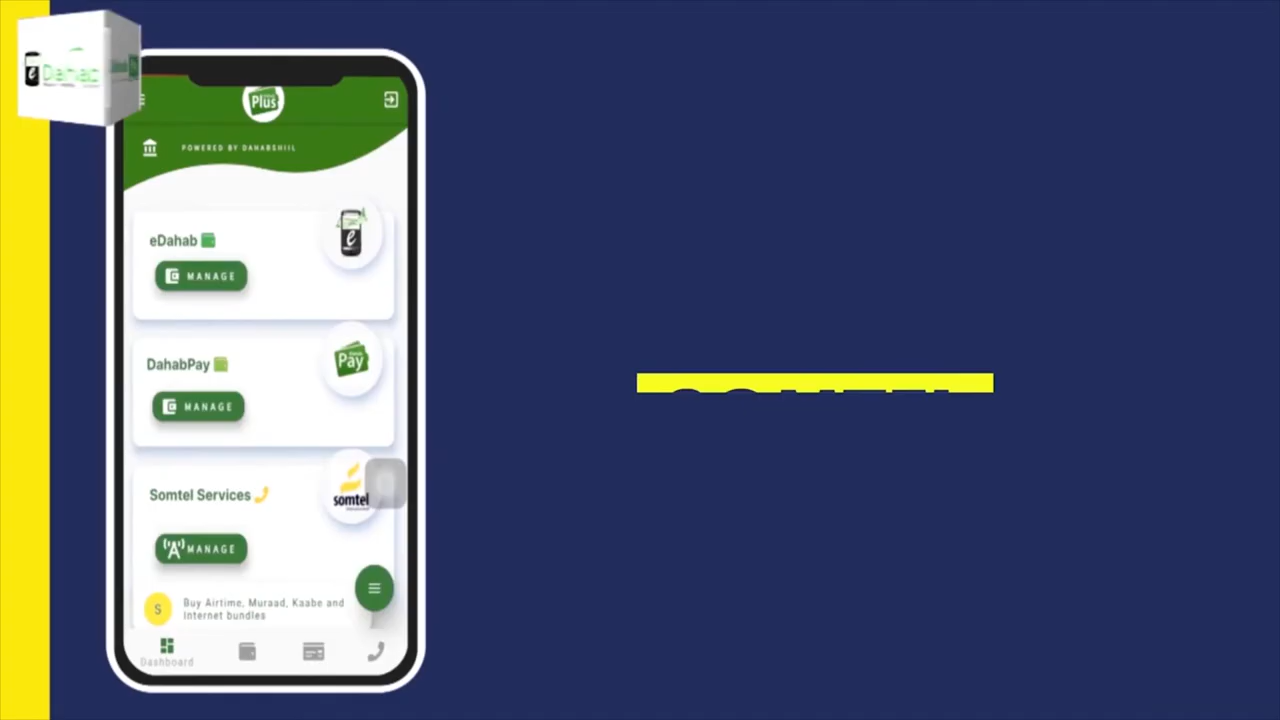 eDahab
Plus
POWERED BY DAHABSHIIL
eDahab
MANAGE
DahabPay
Pay
MANAGE
Somtel Services
somtel
MANAGE
S
Buy Airtime, Muraad, Kaabe and
Internet bundles
Dashboard